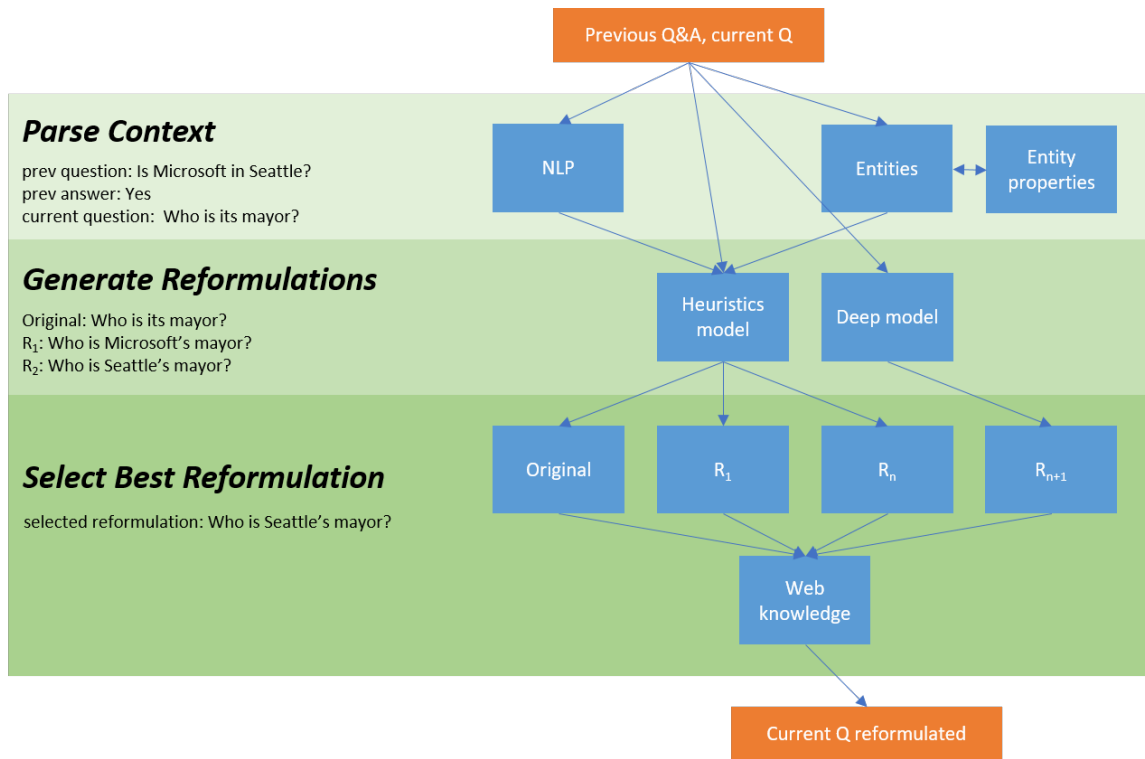 Previous Q&A, current Q
Parse Context
prev question: Is Microsoft in Seattle?
prev answer: Yes
current question:  Who is its mayor?
NLP
Entities
Entity
properties
Generate Reformulations
Original: Who is its mayor?
R₁: Who is Microsoft’s mayor?
R₂: Who is Seattle’s mayor?
Heuristics
model
Deep model
Select Best Reformulation
selected reformulation: Who is Seattle’s mayor?
Original
R₁
Rₙ
Rₙ₊₁
Web
knowledge
Current Q reformulated